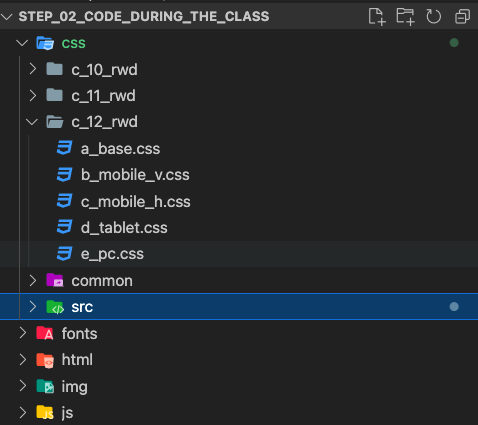 STEP_02_CODE_DURING_THE_CLASS
css
c_10_rwd
c_11_rwd
c_12_rwd
a_base.css
b_mobile_v.css
c_mobile_h.css
d_tablet.css
e_pc.css
common
src
fonts
html
img
js